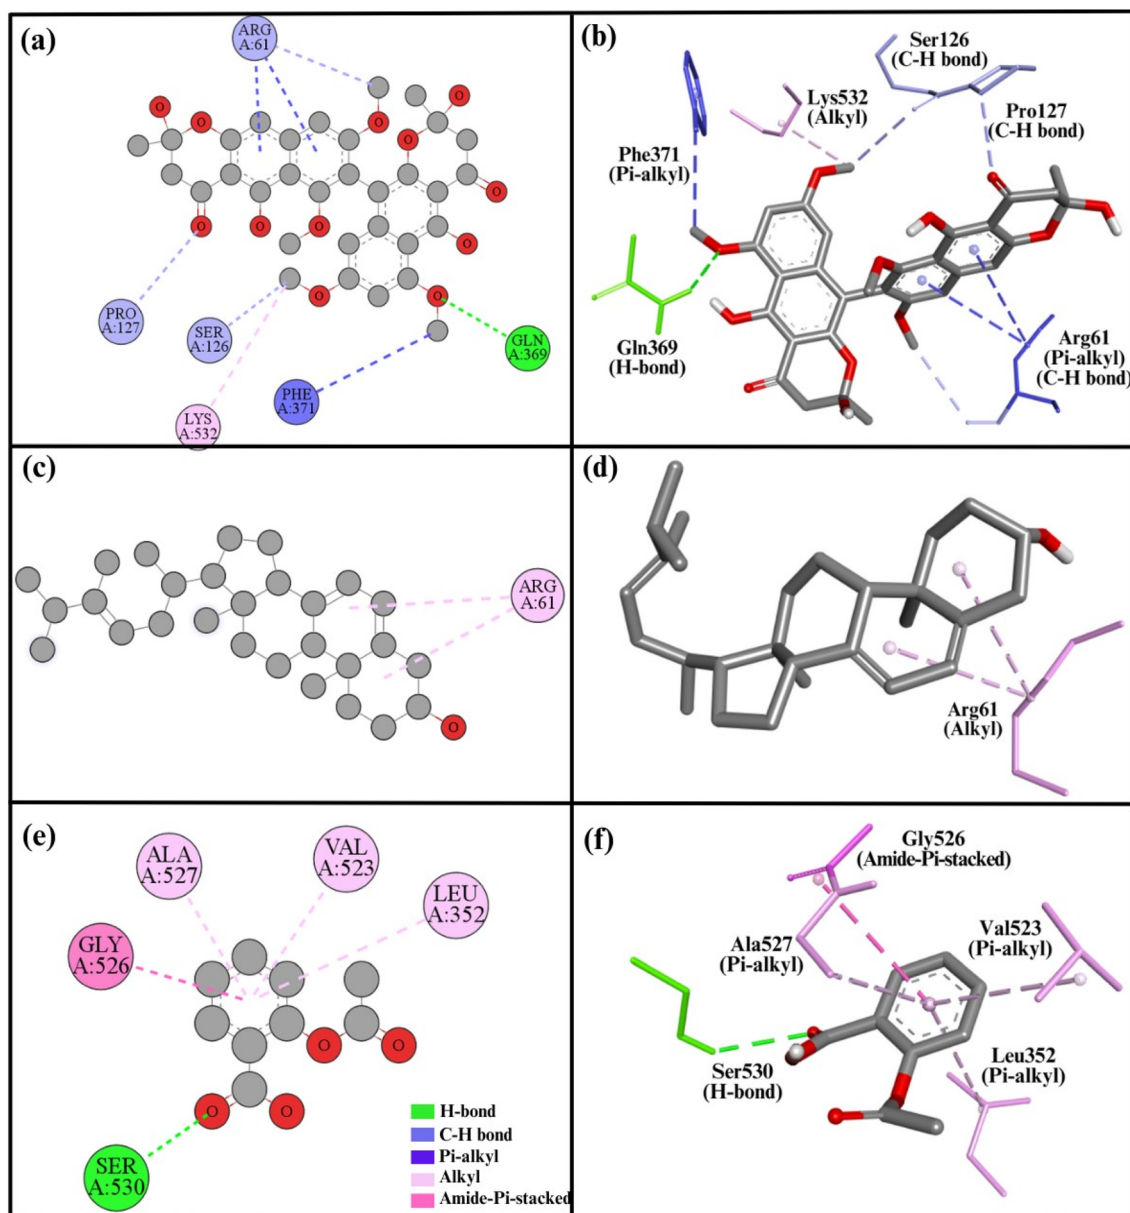 (a)
ARG
A:61
O
O
O
O
O
O
O
O
O
O
O
O
PRO
A:127
SER
A:126
LYS
A:532
PHE
A:371
GLN
A:369
(b)
Ser126
(C-H bond)
Lys532
(Alkyl)
Pro127
(C-H bond)
Phe371
(Pi-alkyl)
Gln369
(H-bond)
Arg61
(Pi-alkyl)
(C-H bond)
(c)
ARG
A:61
O
(d)
Arg61
(Alkyl)
(e)
ALA
A:527
VAL
A:523
LEU
A:352
GLY
A:526
O
O
O
O
SER
A:530
H-bond
C-H bond
Pi-alkyl
Alkyl
Amide-Pi-stacked
(f)
Gly526
(Amide-Pi-stacked)
Ala527
(Pi-alkyl)
Val523
(Pi-alkyl)
Ser530
(H-bond)
Leu352
(Pi-alkyl)